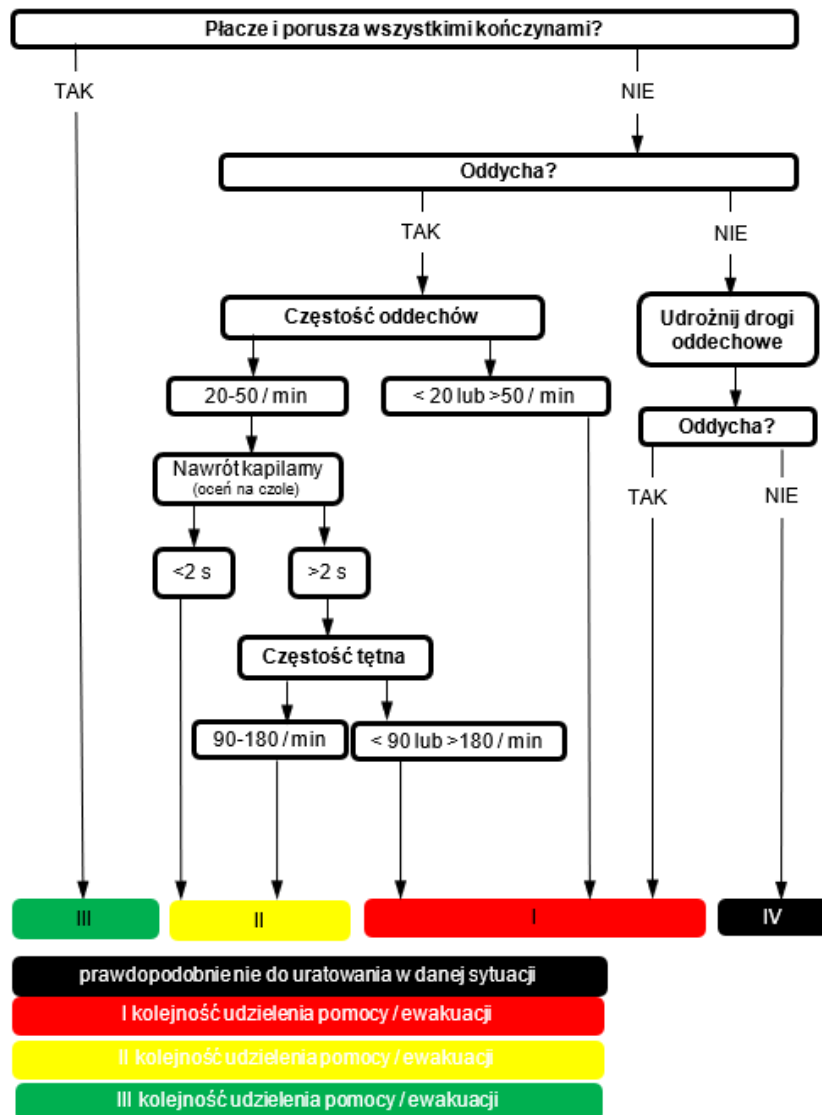 Płacze i porusza wszystkimi kończynami?
TAK
NIE
Oddycha?
TAK
NIE
Częstość oddechów
Udrożnij drogi
oddechowe
20-50 / min
< 20 lub >50 / min
Oddycha?
Nawrót kapilarny
(oceń na czole)
TAK
NIE
<2 s
>2 s
Częstość tętna
90-180 / min
< 90 lub >180 / min
III
II
I
IV
prawdopodobnie nie do uratowania w danej sytuacji
I kolejność udzielenia pomocy / ewakuacji
II kolejność udzielenia pomocy / ewakuacji
III kolejność udzielenia pomocy / ewakuacji